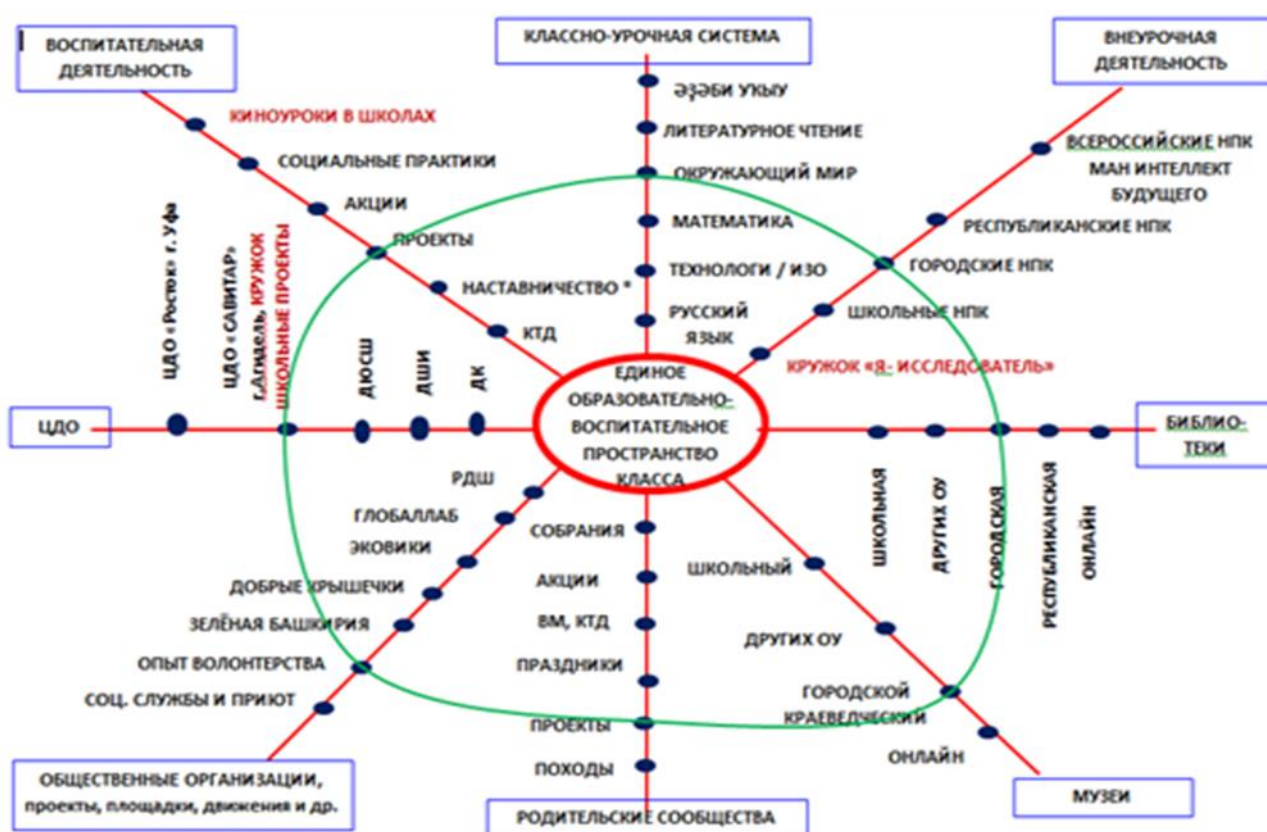 ВОСПИТАТЕЛЬНАЯ
ДЕЯТЕЛЬНОСТЬ
КЛАССНО-УРОЧНАЯ СИСТЕМА
ВНЕУРОЧНАЯ
ДЕЯТЕЛЬНОСТЬ
КИНОУРОКИ В ШКОЛАХ
СОЦИАЛЬНЫЕ ПРАКТИКИ
АКЦИИ
ПРОЕКТЫ
НАСТАВНИЧЕСТВО *
КТД
ӘҘӘБИ УҠЫУ
ЛИТЕРАТУРНОЕ ЧТЕНИЕ
ОКРУЖАЮЩИЙ МИР
МАТЕМАТИКА
ТЕХНОЛОГИ / ИЗО
РУССКИЙ
ЯЗЫК
ВСЕРОССИЙСКИЕ НПК
МАН ИНТЕЛЛЕКТ
БУДУЩЕГО
РЕСПУБЛИКАНСКИЕ НПК
ГОРОДСКИЕ НПК
ШКОЛЬНЫЕ НПК
КРУЖОК «Я- ИССЛЕДОВАТЕЛЬ»
ЦДО
ЦДО «Росток» г. Уфа
ЦДО «САВИТАР»
г.Агидель, КРУЖОК
ШКОЛЬНЫЕ ПРОЕКТЫ
ДЮСШ
ДШИ
ДК
ЕДИНОЕ
ОБРАЗОВАТЕЛЬНО-
ВОСПИТАТЕЛЬНОЕ
ПРОСТРАНСТВО
КЛАССА
БИБЛИО-
ТЕКИ
ШКОЛЬНАЯ
ДРУГИХ ОУ
ГОРОДСКАЯ
РЕСПУБЛИКАНСКАЯ
ОНЛАЙН
РДШ
ГЛОБАЛЛАБ
ЭКОВИКИ
ДОБРЫЕ КРЫШЕЧКИ
ЗЕЛЁНАЯ БАШКИРИЯ
ОПЫТ ВОЛОНТЕРСТВА
СОЦ. СЛУЖБЫ И ПРИЮТ
СОБРАНИЯ
АКЦИИ
ВМ, КТД
ПРАЗДНИКИ
ПРОЕКТЫ
ПОХОДЫ
ШКОЛЬНЫЙ
ДРУГИХ ОУ
ГОРОДСКОЙ
КРАЕВЕДЧЕСКИЙ
ОНЛАЙН
ОБЩЕСТВЕННЫЕ ОРГАНИЗАЦИИ,
проекты, площадки, движения и др.
РОДИТЕЛЬСКИЕ СООБЩЕСТВА
МУЗЕИ